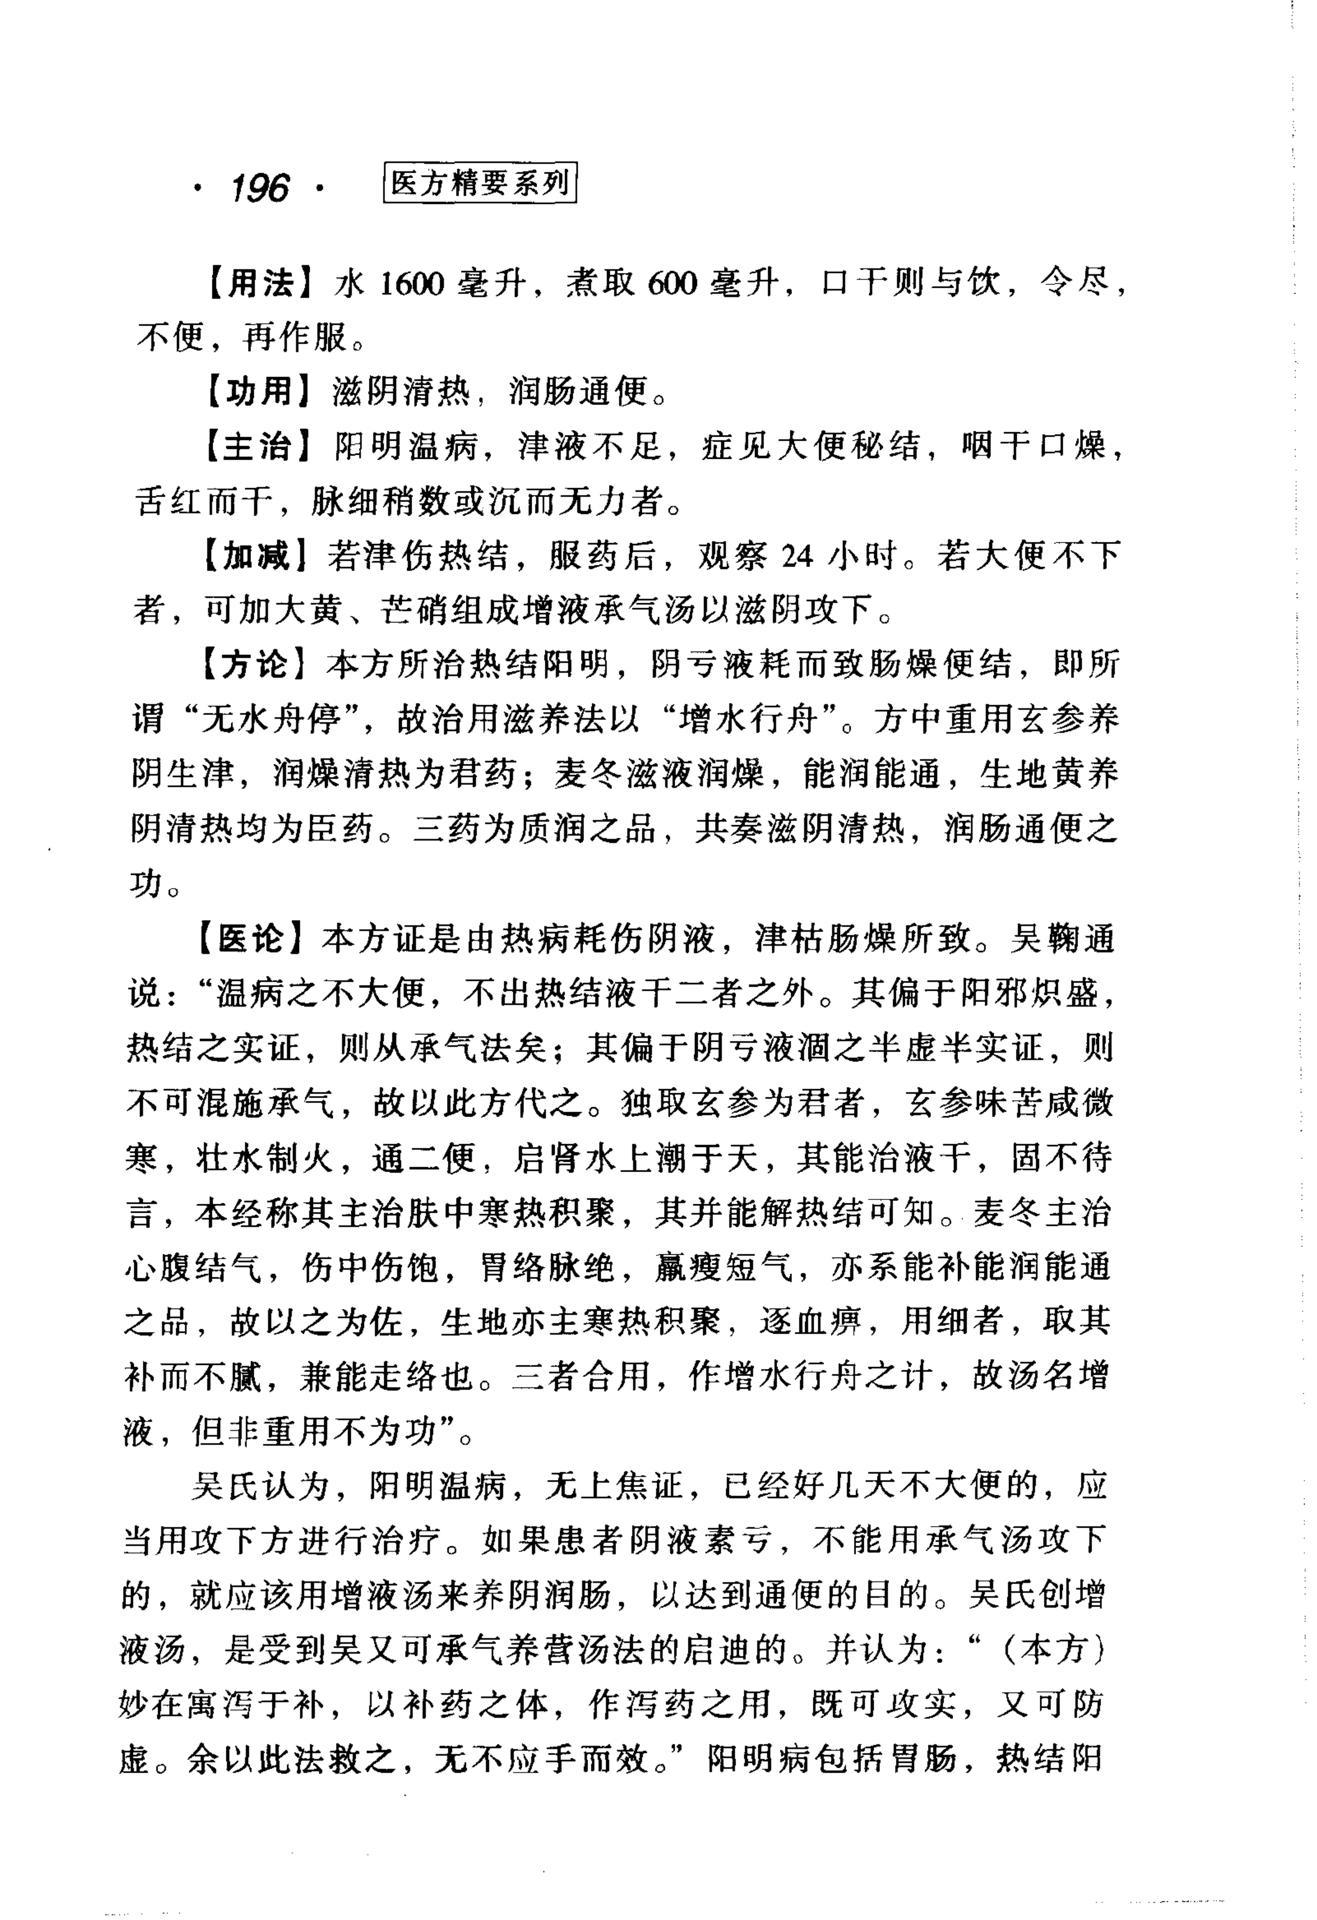 · 196 · 医方精要系列
【用法】水 1600 毫升，煮取 600 毫升，口干则与饮，令尽，
不便，再作服。
【功用】滋阴清热，润肠通便。
【主治】阳明温病，津液不足，症见大便秘结，咽干口燥，
舌红而干，脉细稍数或沉而无力者。
【加减】若津伤热结，服药后，观察 24 小时。若大便不下
者，可加大黄、芒硝组成增液承气汤以滋阴攻下。
【方论】本方所治热结阳明，阴亏液耗而致肠燥便结，即所
谓“无水舟停”，故治用滋养法以“增水行舟”。方中重用玄参养
阴生津，润燥清热为君药；麦冬滋液润燥，能润能通，生地黄养
阴清热均为臣药。三药为质润之品，共奏滋阴清热，润肠通便之
功。
【医论】本方证是由热病耗伤阴液，津枯肠燥所致。吴鞠通
说：“温病之不大便，不出热结液干二者之外。其偏于阳邪炽盛，
热结之实证，则从承气法矣；其偏于阴亏液涸之半虚半实证，则
不可混施承气，故以此方代之。独取玄参为君者，玄参味苦咸微
寒，壮水制火，通二便，启肾水上潮于天，其能治液干，固不待
言，本经称其主治肤中寒热积聚，其并能解热结可知。麦冬主治
心腹结气，伤中伤饱，胃络脉绝，羸瘦短气，亦系能补能润能通
之品，故以之为佐，生地亦主寒热积聚，逐血痹，用细者，取其
补而不腻，兼能走络也。三者合用，作增水行舟之计，故汤名增
液，但非重用不为功”。
吴氏认为，阳明温病，无上焦证，已经好几天不大便的，应
当用攻下方进行治疗。如果患者阴液素亏，不能用承气汤攻下
的，就应该用增液汤来养阴润肠，以达到通便的目的。吴氏创增
液汤，是受到吴又可承气养营汤法的启迪的。并认为：“（本方）
妙在寓泻于补，以补药之体，作泻药之用，既可攻实，又可防
虚。余以此法救之，无不应手而效。”阳明病包括胃肠，热结阳